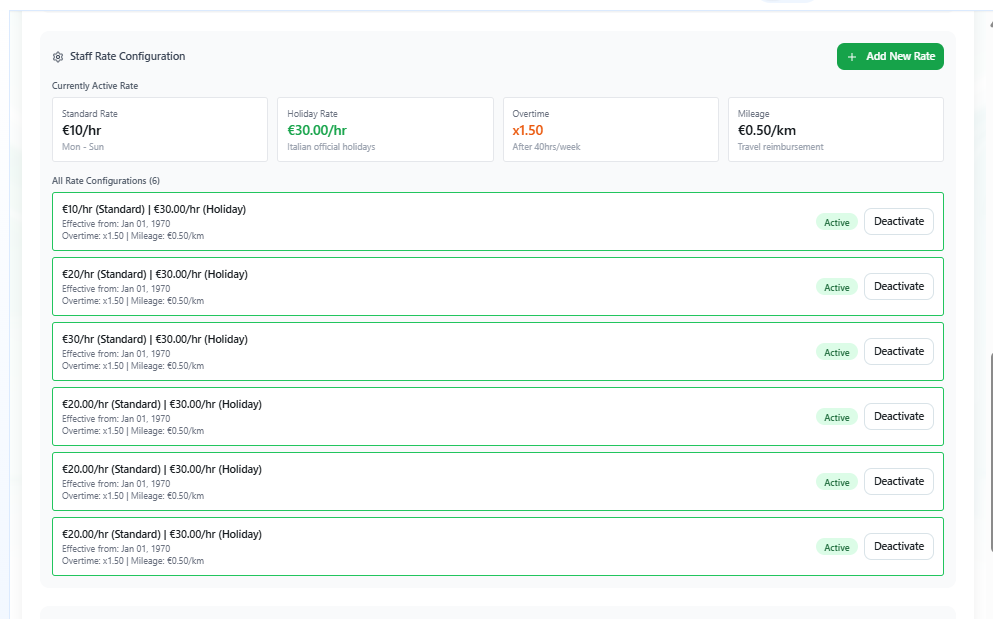 Staff Rate Configuration
Add New Rate
Currently Active Rate
Standard Rate
€10/hr
Mon - Sun
Holiday Rate
€30.00/hr
Italian official holidays
Overtime
x1.50
After 40hrs/week
Mileage
€0.50/km
Travel reimbursement
All Rate Configurations (6)
€10/hr (Standard) | €30.00/hr (Holiday)
Effective from: Jan 01, 1970
Overtime: x1.50 | Mileage: €0.50/km
Active
Deactivate
€20/hr (Standard) | €30.00/hr (Holiday)
Effective from: Jan 01, 1970
Overtime: x1.50 | Mileage: €0.50/km
Active
Deactivate
€30/hr (Standard) | €30.00/hr (Holiday)
Effective from: Jan 01, 1970
Overtime: x1.50 | Mileage: €0.50/km
Active
Deactivate
€20.00/hr (Standard) | €30.00/hr (Holiday)
Effective from: Jan 01, 1970
Overtime: x1.50 | Mileage: €0.50/km
Active
Deactivate
€20.00/hr (Standard) | €30.00/hr (Holiday)
Effective from: Jan 01, 1970
Overtime: x1.50 | Mileage: €0.50/km
Active
Deactivate
€20.00/hr (Standard) | €30.00/hr (Holiday)
Effective from: Jan 01, 1970
Overtime: x1.50 | Mileage: €0.50/km
Active
Deactivate